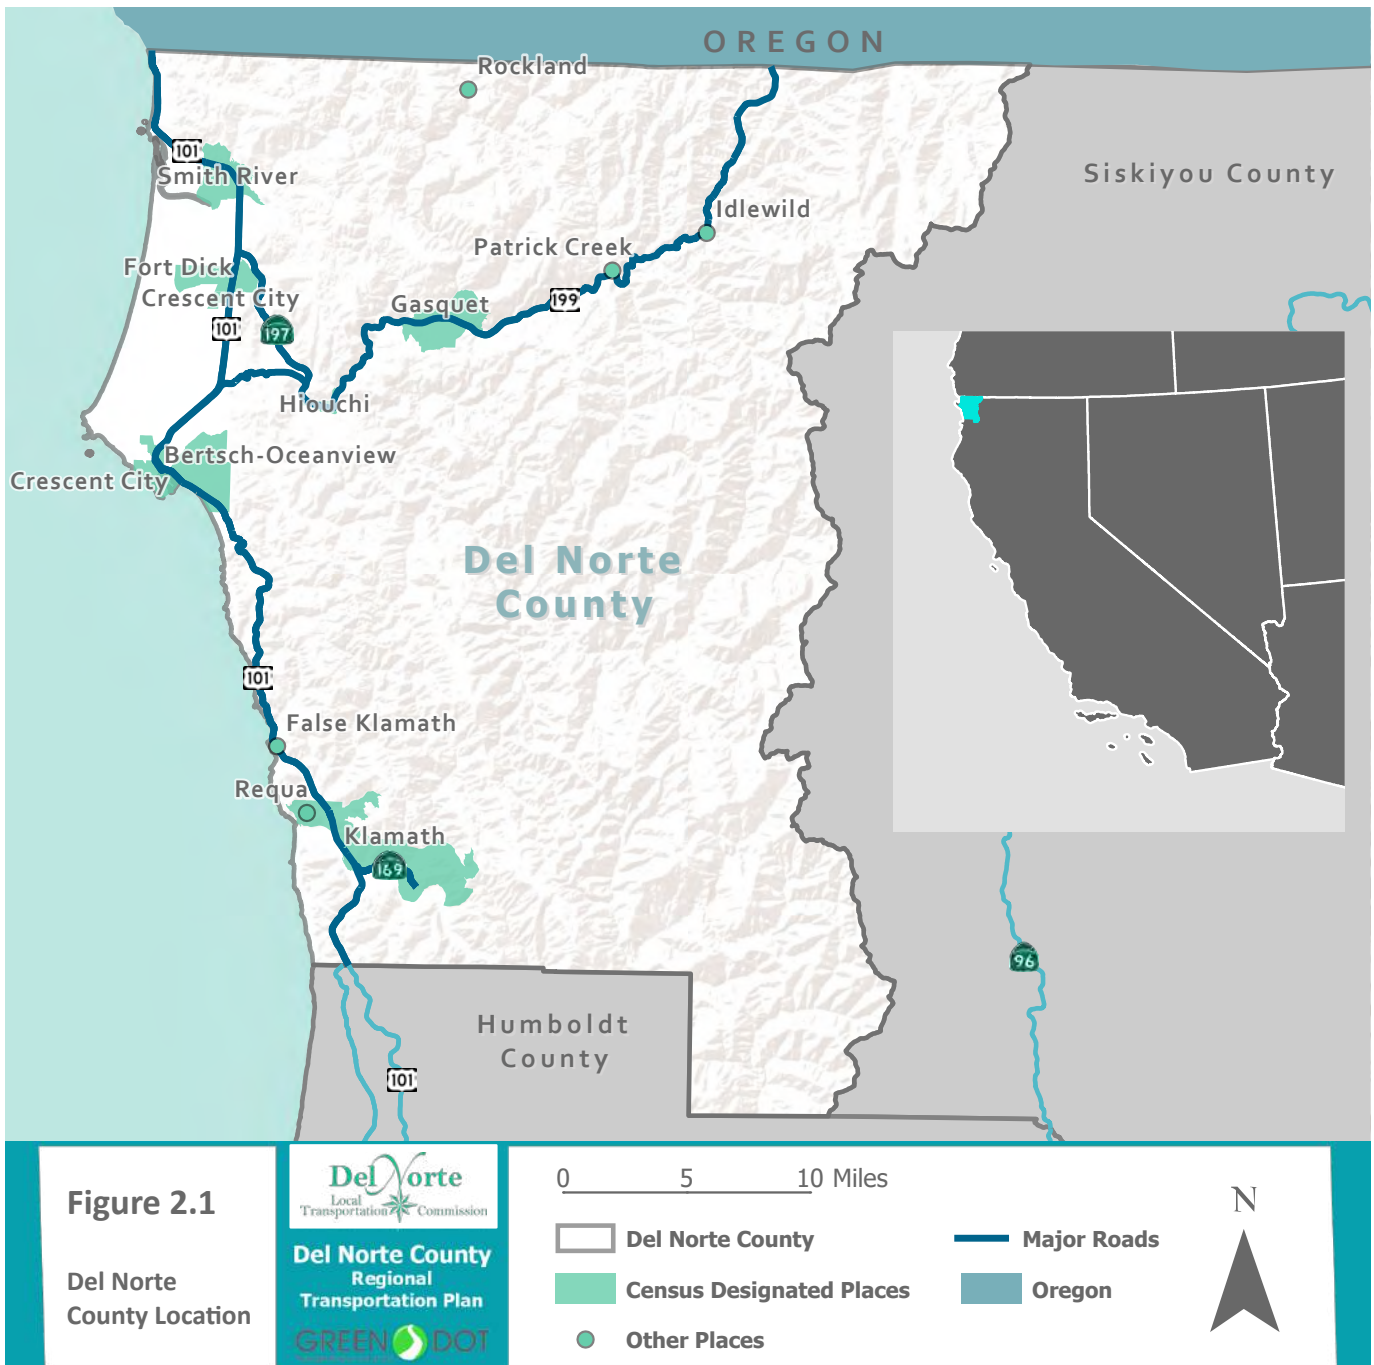 OREGON
Rockland
101
Smith River
Siskiyou County
Idlewild
Patrick Creek
Fort Dick
Crescent City
Gasquet
199
101
197
Hiouchi
Bertsch-Oceanview
Crescent City
Del Norte
County
101
False Klamath
Requa
Klamath
169
96
Humboldt
County
101
Figure 2.1
Del Norte
County Location
Del Norte
Local
Transportation Commission
Del Norte County
Regional
Transportation Plan
GREEN DOT
0 5 10 Miles
Del Norte County
Census Designated Places
Other Places
Major Roads
Oregon
N